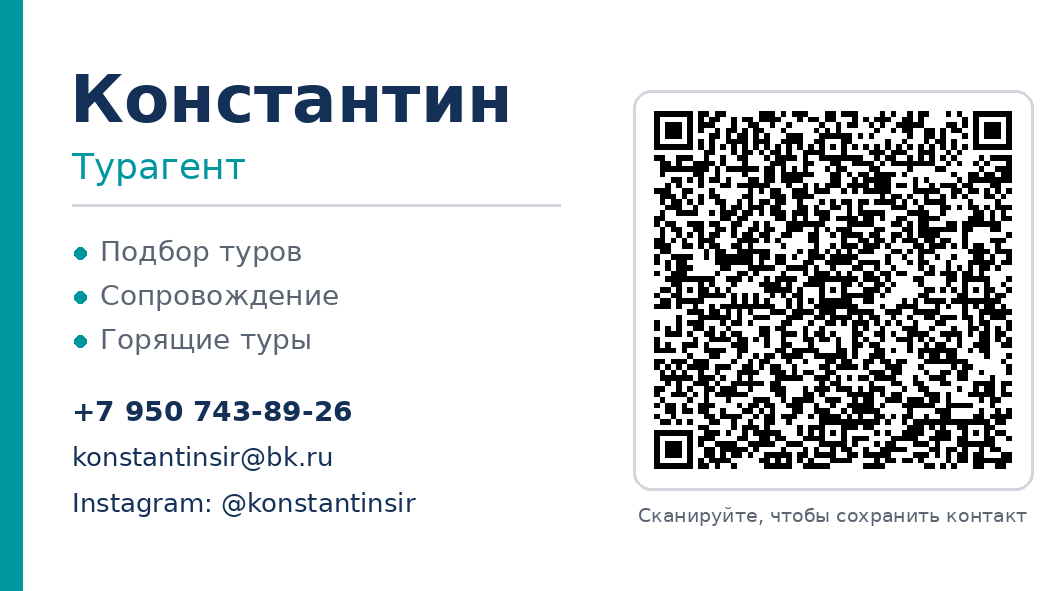 Константин
Турагент
Подбор туров
Сопровождение
Горящие туры
+7 950 743-89-26
konstantinsir@bk.ru
Instagram: @konstantinsir
Сканируйте, чтобы сохранить контакт